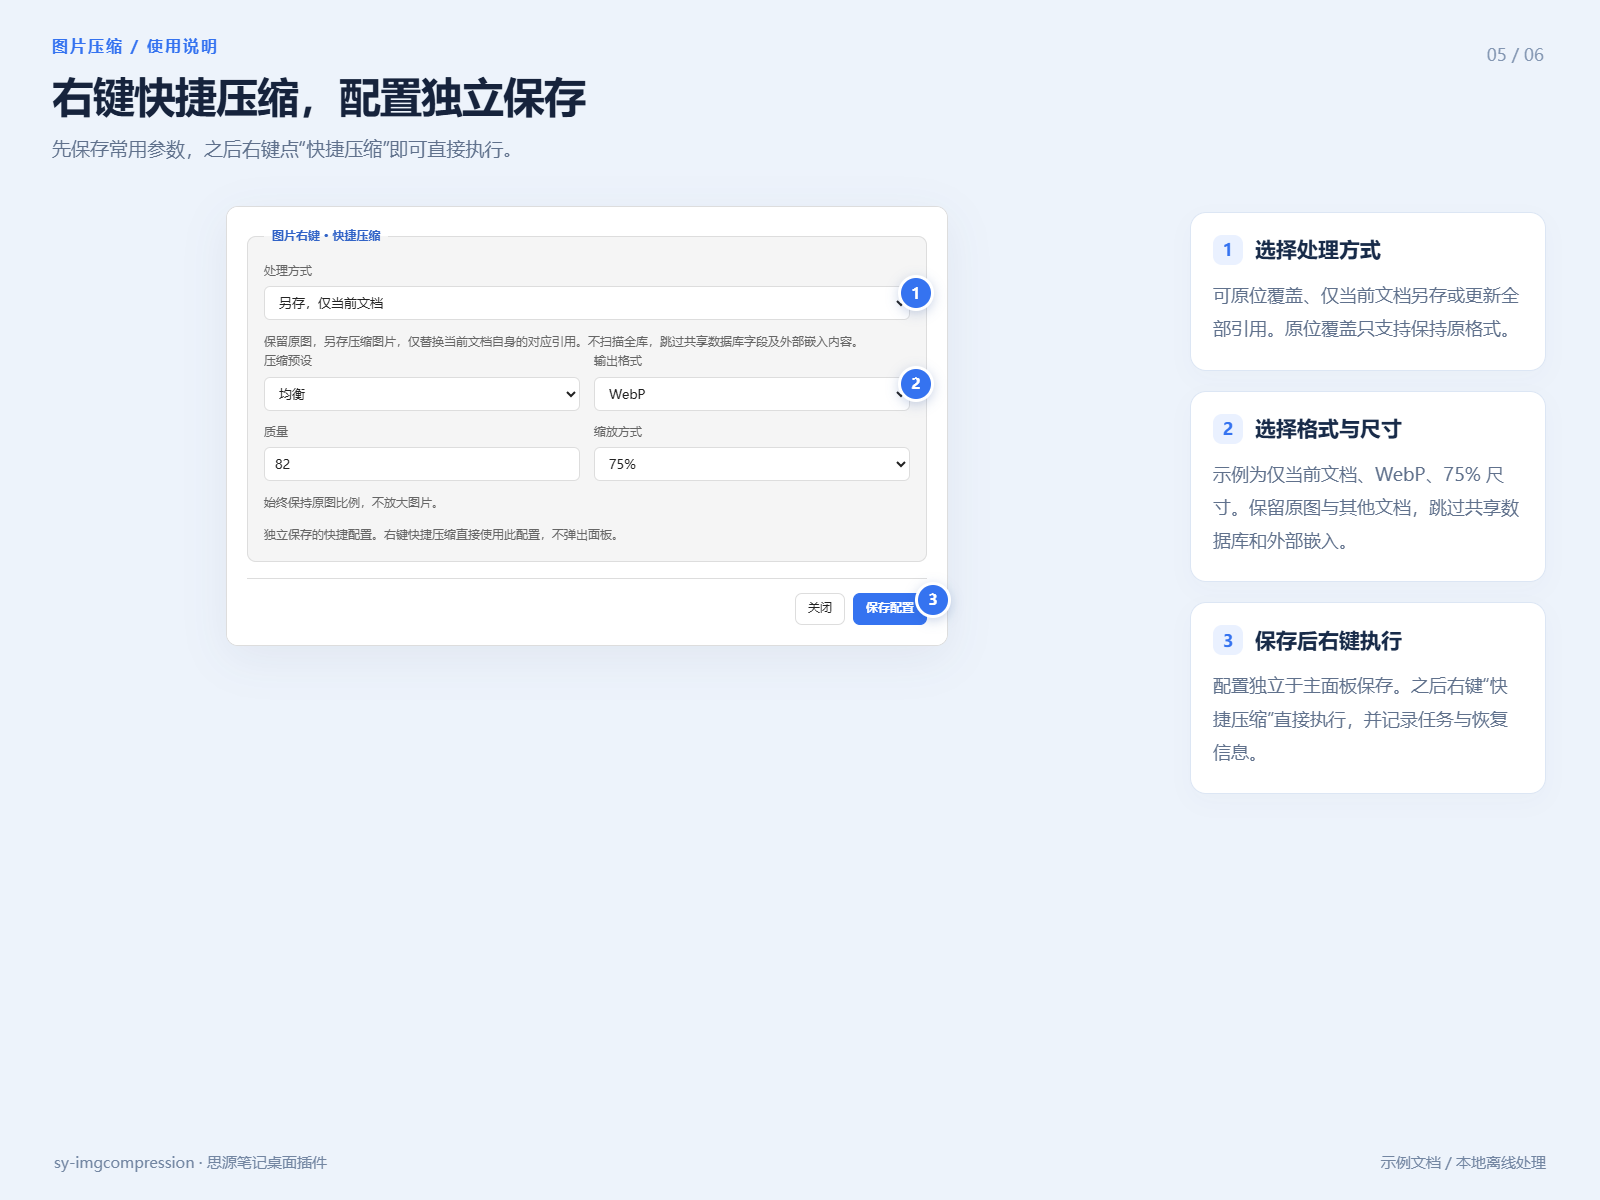 图片压缩 / 使用说明
05 / 06
右键快捷压缩，配置独立保存
先保存常用参数，之后右键点“快捷压缩”即可直接执行。
图片右键 • 快捷压缩
处理方式
另存，仅当前文档
1
保留原图，另存压缩图片，仅替换当前文档自身的对应引用。不扫描全库，跳过共享数据库字段及外部嵌入内容。
压缩预设
输出格式
均衡
WebP
2
质量
缩放方式
82
75%
始终保持原图比例，不放大图片。
独立保存的快捷配置。右键快捷压缩直接使用此配置，不弹出面板。
关闭
保存配置
3
1 选择处理方式
可原位覆盖、仅当前文档另存或更新全
部引用。原位覆盖只支持保持原格式。
2 选择格式与尺寸
示例为仅当前文档、WebP、75% 尺
寸。保留原图与其他文档，跳过共享数
据库和外部嵌入。
3 保存后右键执行
配置独立于主面板保存。之后右键“快
捷压缩”直接执行，并记录任务与恢复
信息。
sy-imgcompression · 思源笔记桌面插件
示例文档 / 本地离线处理